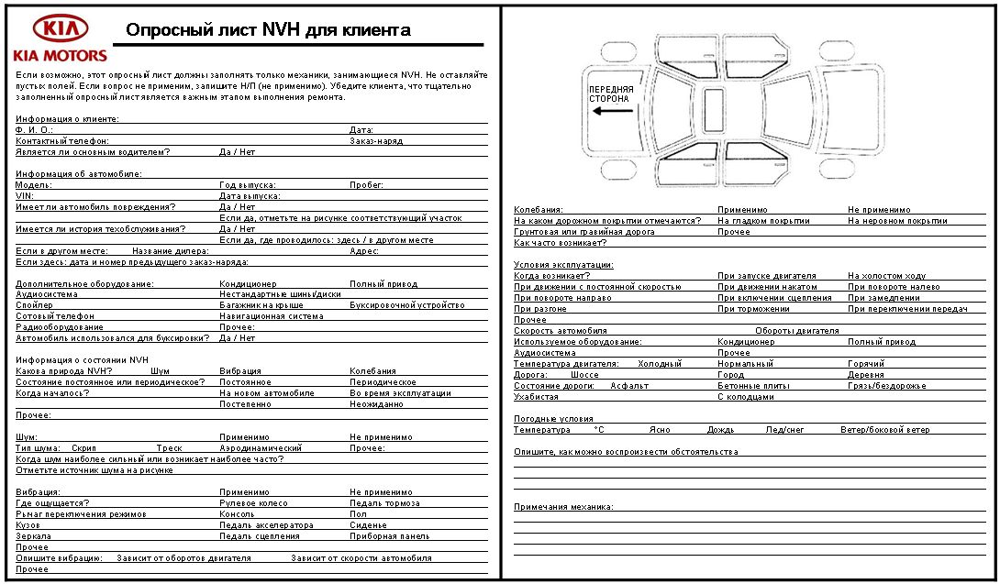 KIA
KIA MOTORS
Опросный лист NVH для клиента
Если возможно, этот опросный лист должны заполнять только механики, занимающиеся NVH. Не оставляйте
пустых полей. Если вопрос не применим, запишите Н/П (не применимо). Убедите клиента, что тщательно
заполненный опросный лист является важным этапом выполнения ремонта.
Информация о клиенте:
Ф. И. О.: Дата:
Контактный телефон: Заказ-наряд
Является ли основным водителем? Да / Нет
Информация об автомобиле:
Модель: Год выпуска: Пробег:
VIN: Дата выпуска:
Имеет ли автомобиль повреждения? Да / Нет
Если да, отметьте на рисунке соответствующий участок
Имеется ли история техобслуживания? Да / Нет
Если да, где проводилось: здесь / в другом месте
Если в другом месте: Название дилера: Адрес:
Если здесь: дата и номер предыдущего заказ-наряда:
Дополнительное оборудование: Кондиционер Полный привод
Аудиосистема Нестандартные шины/диски
Спойлер Багажник на крыше Буксировочной устройство
Сотовый телефон Навигационная система
Радиооборудование Прочее:
Автомобиль использовался для буксировки? Да / Нет
Информация о состоянии NVH
Какова природа NVH? Шум Вибрация Колебания
Состояние постоянное или периодическое? Постоянное Периодическое
Когда началось? На новом автомобиле Во время эксплуатации
Постепенно Неожиданно
Прочее:
Шум: Применимо Не применимо
Тип шума: Скрип Треск Аэродинамический Прочее:
Когда шум наиболее сильный или возникает наиболее часто?
Отметьте источник шума на рисунке
Вибрация: Применимо Не применимо
Где ощущается? Рулевое колесо Педаль тормоза
Рычаг переключения режимов Консоль Пол
Кузов Педаль акселератора Сиденье
Зеркала Педаль сцепления Приборная панель
Прочее
Опишите вибрацию: Зависит от оборотов двигателя Зависит от скорости автомобиля
Прочее
ПЕРЕДНЯЯ
СТОРОНА
Колебания: Применимо Не применимо
На каком дорожном покрытии отмечаются? На гладком покрытии На неровном покрытии
Грунтовая или гравийная дорога Прочее
Как часто возникает?
Условия эксплуатации:
Когда возникает? При запуске двигателя На холостом ходу
При движении с постоянной скоростью При движении накатом При повороте налево
При повороте направо При включении сцепления При замедлении
При разгоне При торможении При переключении передач
Прочее
Скорость автомобиля Обороты двигателя
Используемое оборудование: Кондиционер Полный привод
Аудиосистема Прочее
Температура двигателя: Холодный Нормальный Горячий
Дорога: Шоссе Город Деревня
Состояние дороги: Асфальт Бетонные плиты Грязь/бездорожье
Ухабистая С колодцами
Погодные условия
Температура °С Ясно Дождь Лед/снег Ветер/боковой ветер
Опишите, как можно воспроизвести обстоятельства
Примечания механика: